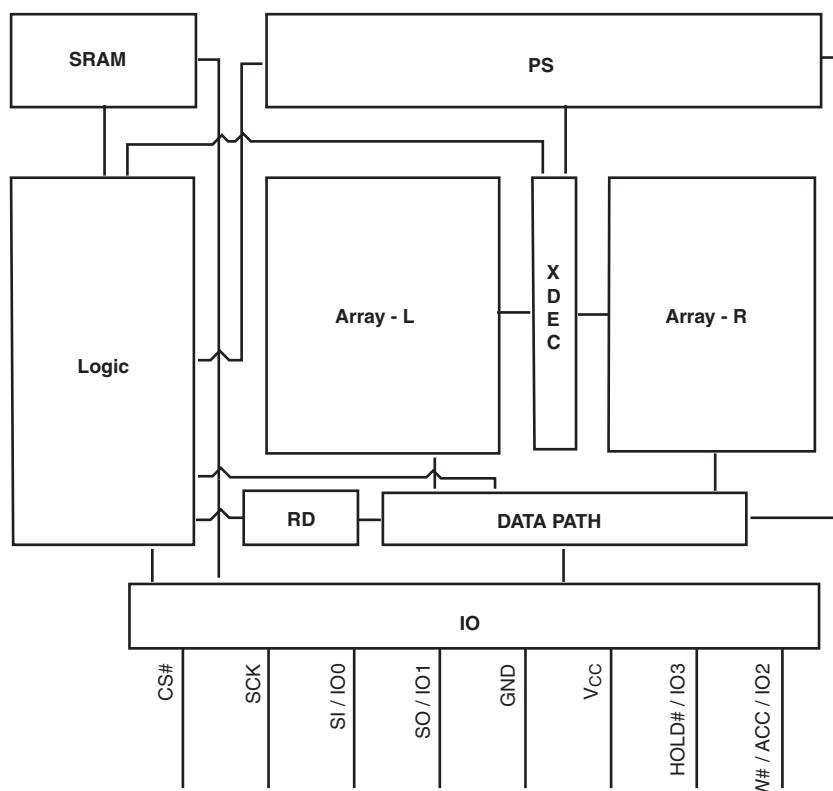 SRAM
PS
Logic
Array - L
X
D
E
C
Array - R
RD
DATA PATH
IO
CS#
SCK
SI / IO0
SO / IO1
GND
VCC
HOLD# / IO3
/ ACC / IO2